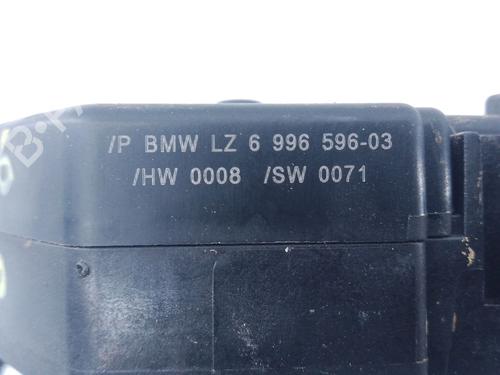 /P BMW LZ 6 996 596-03
/HW 0008 /SW 0071